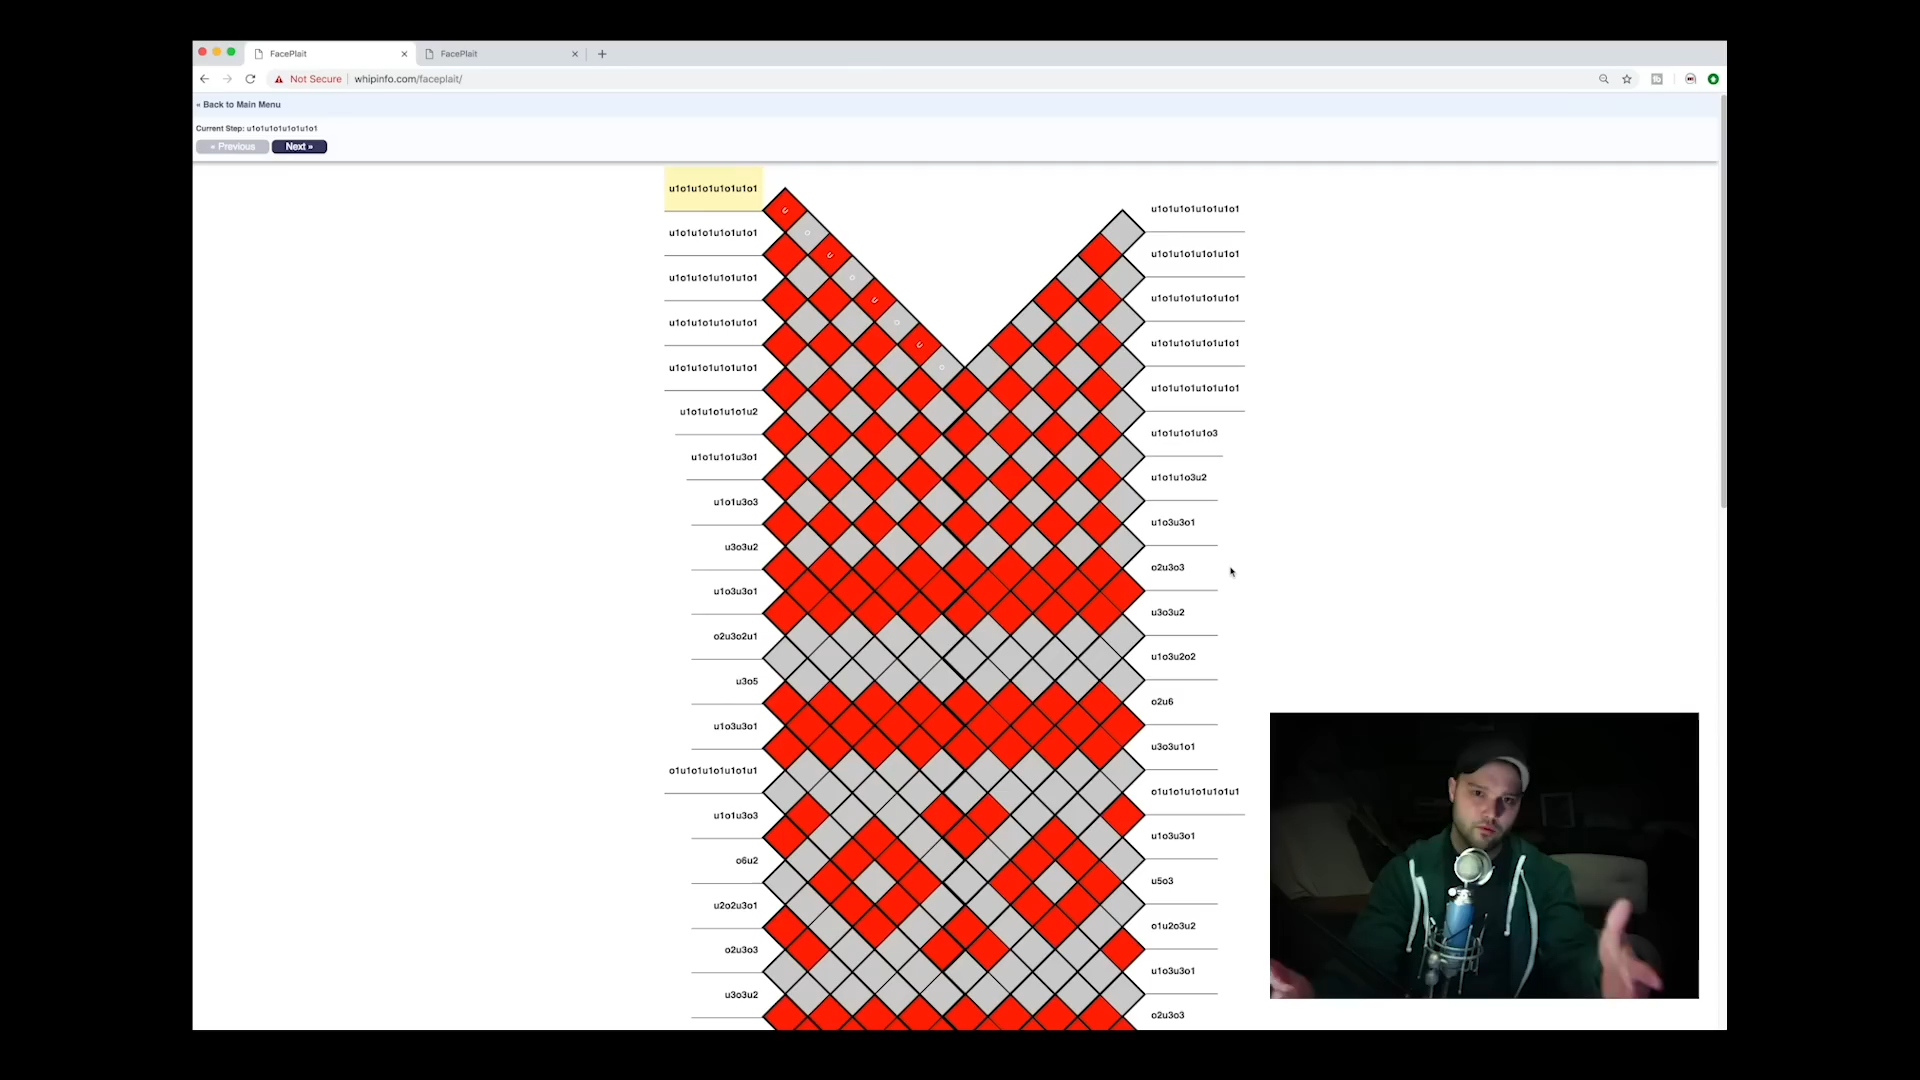 FacePlait
FacePlait
Not Secure whipinfo.com/faceplait/
« Back to Main Menu
Current Step: u1o1u1o1u1o1u1o1
« Previous Next »
u1o1u1o1u1o1u1o1
u1o1u1o1u1o1u1o1
u1o1u1o1u1o1u1o1
u1o1u1o1u1o1u1o1
u1o1u1o1u1o1u1o1
u1o1u1o1u1o1u2
u1o1u1o1u3o1
u1o1u3o3
u3o3u2
u1o3u3o1
o2u3o2u1
u3o5
u1o3u3o1
o1u1o1u1o1u1o1u1
u1o1u3o3
o6u2
u2o2u3o1
o2u3o3
u3o3u2
u
o
u
o
u
o
u
o
u1o1u1o1u1o1u1o1
u1o1u1o1u1o1u1o1
u1o1u1o1u1o1u1o1
u1o1u1o1u1o1u1o1
u1o1u1o1u1o1u1o1
u1o1u1o1u1o3
u1o1u1o3u2
u1o3u3o1
o2u3o3
u3o3u2
u1o3u2o2
o2u6
u3o3u1o1
o1u1o1u1o1u1o1u1
u1o3u3o1
u5o3
o1u2o3u2
u1o3u3o1
o2u3o3